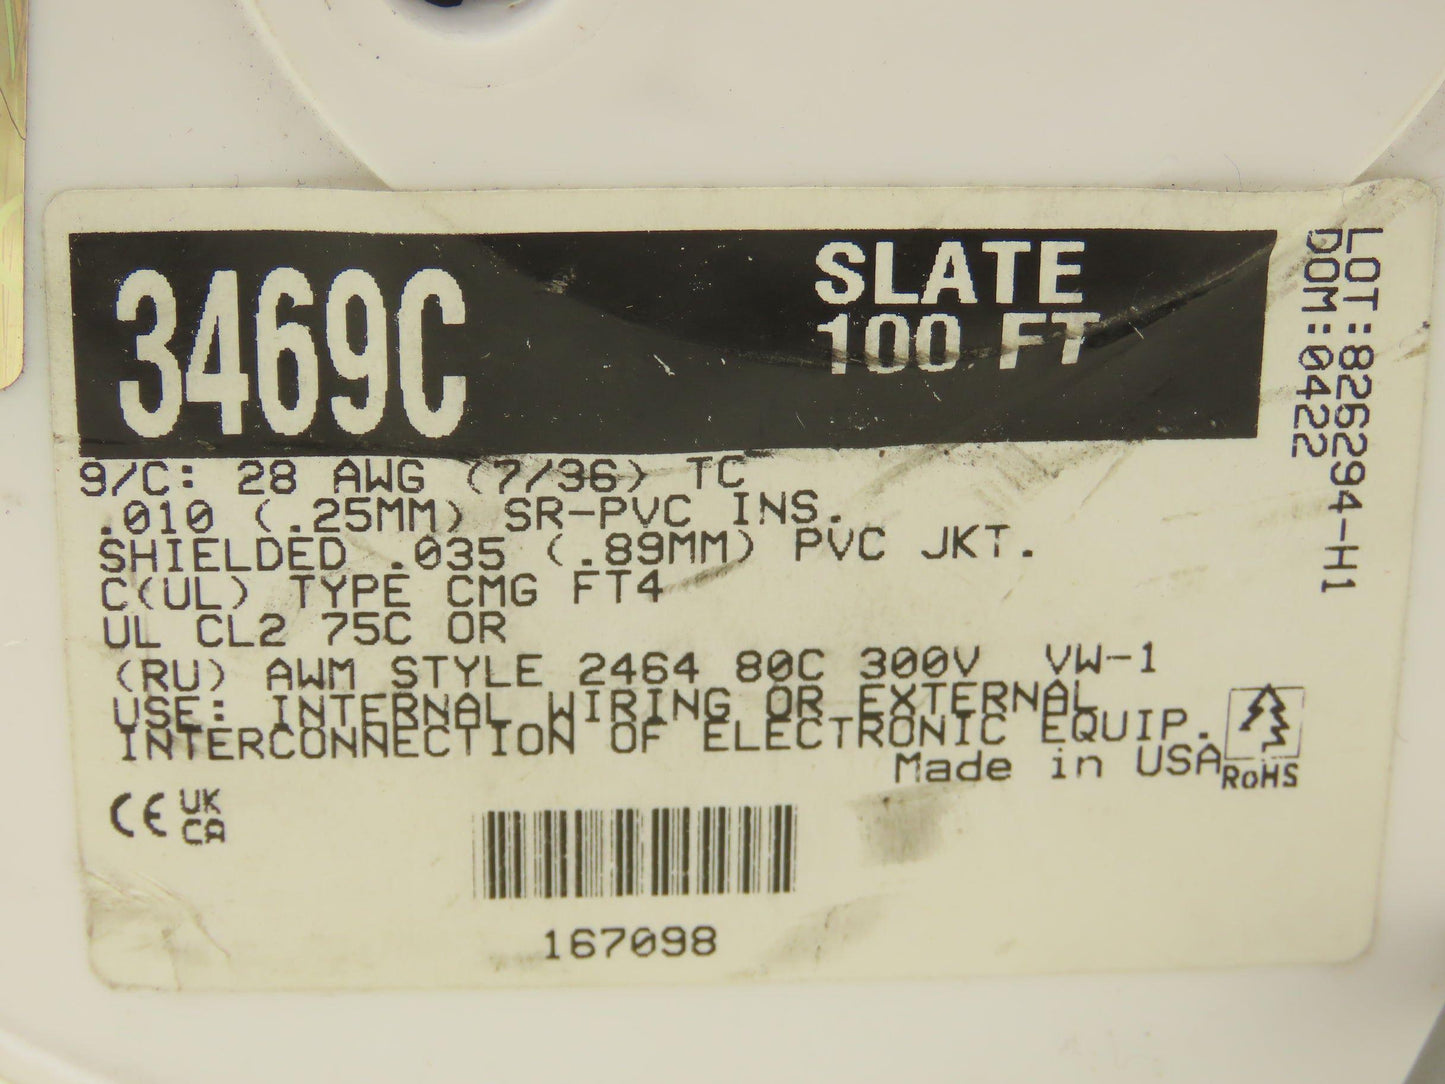 3469C
SLATE
100 FT
9/C: 28 AWG (7/36) TC
.010 (.25MM) SR-PVC INS.
SHIELDED .035 (.89MM) PVC JKT.
C(UL) TYPE CMG FT4
UL CL2 75C OR
(RU) AWM STYLE 2464 80C 300V VW-1
USE: INTERNAL WIRING OR EXTERNAL
INTERCONNECTION OF ELECTRONIC EQUIP.
Made in USA
RoHS
CE UK
CA
167098
LOT:826294-H1
DOM:0422